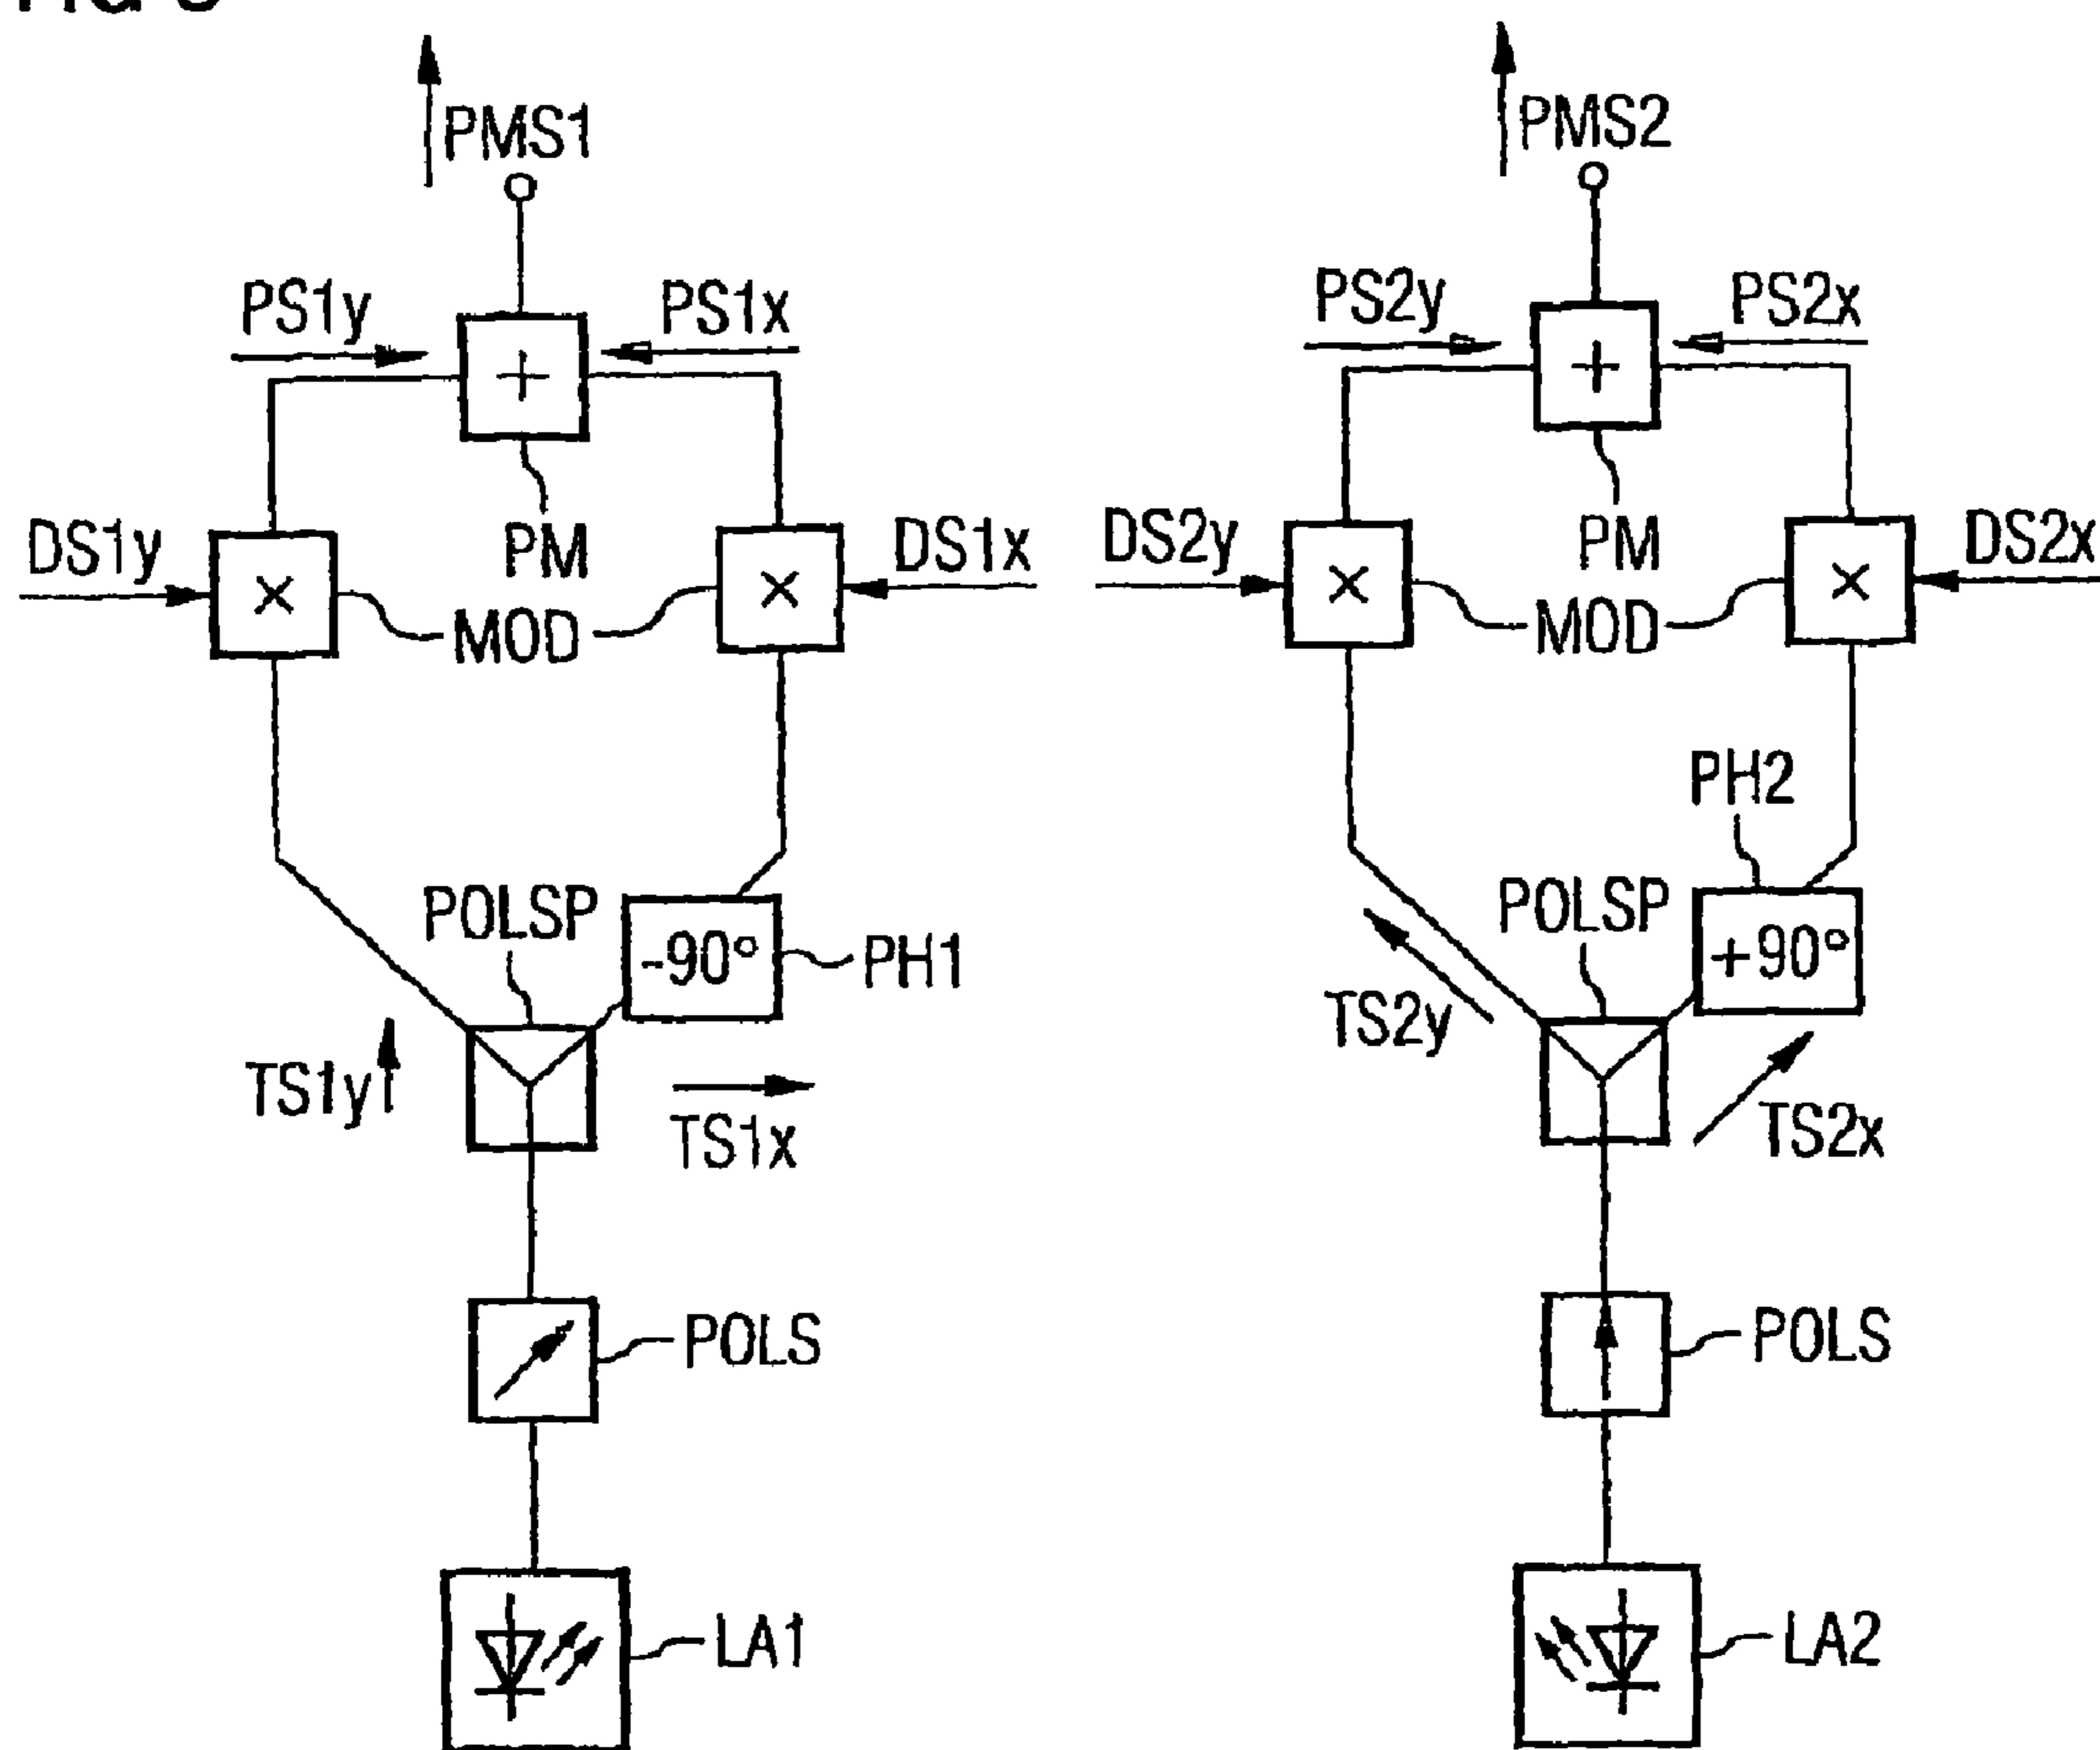 PMS1
PMS2
PS1y
PS1x
PS2y
PS2x
+
+
DS1y
PM
DS1x
DS2y
PM
DS2x
×
×
×
×
MOD
MOD
PH2
POLSP
-90°
PH1
POLSP
+90°
TS1y
TS1x
TS2y
TS2x
POLS
POLS
LA1
LA2